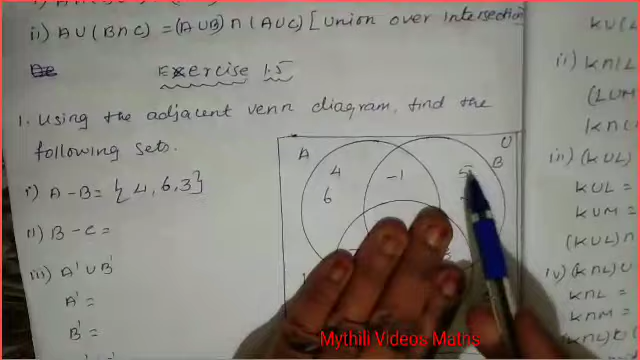 ii) A∪(B∩C) = (A∪B)∩(A∪C) [Union over Intersection
Exercise 1.5
1. Using the adjacent venn diagram, find the
following sets.
i) A-B = {4, 6, 3}
ii) B-C =
iii) A'∪B'
A' =
B' =
A
4
6
-1
5
B
U
K∪(L
ii) K∩(L
(L∪M
K∩(L
iii) (K∪L)
K∪L =
K∪M =
(K∪L)∩
iv) (K∩L)∪
K∩L =
K∩M =
(K∩L)∪(
Mythili Videos Maths